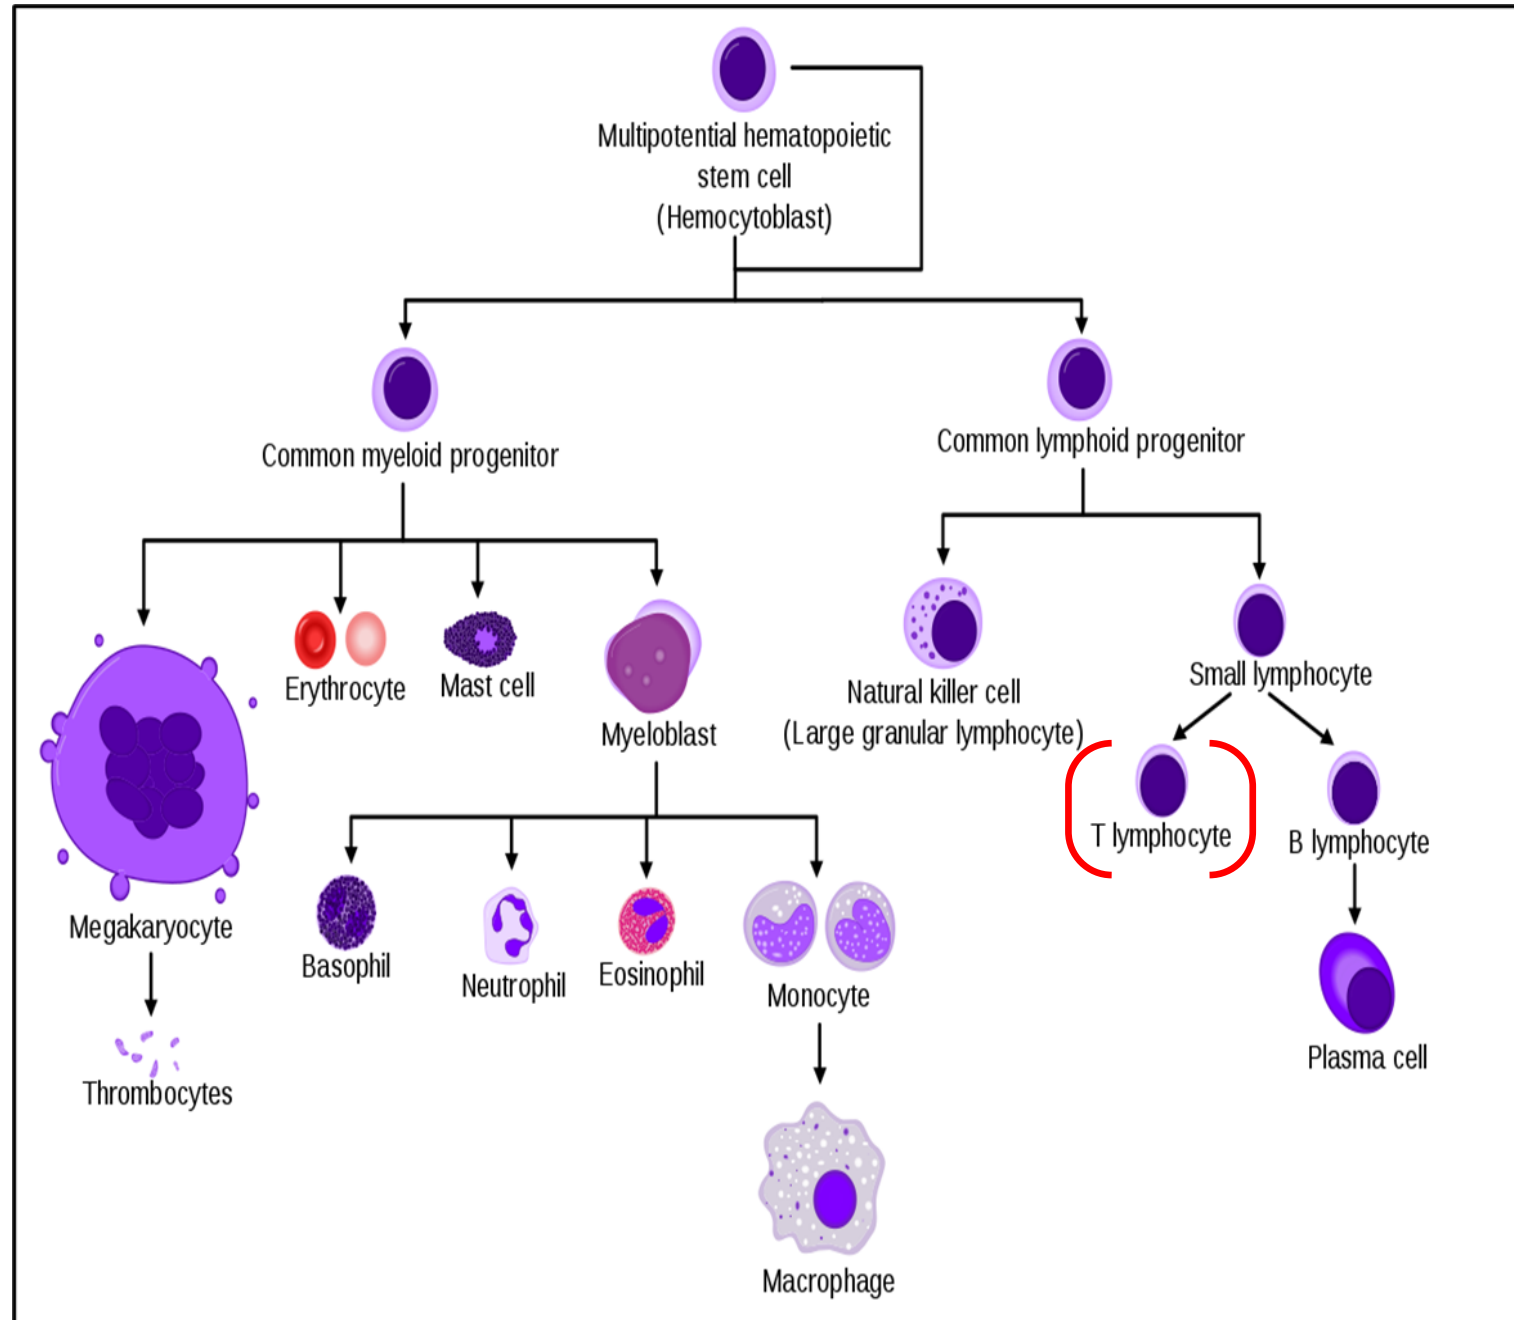 Multipotential hematopoietic
stem cell
(Hemocytoblast)
Common myeloid progenitor
Common lymphoid progenitor
Erythrocyte
Mast cell
Myeloblast
Natural killer cell
(Large granular lymphocyte)
Small lymphocyte
T lymphocyte
B lymphocyte
Megakaryocyte
Basophil
Neutrophil
Eosinophil
Monocyte
Plasma cell
Thrombocytes
Macrophage